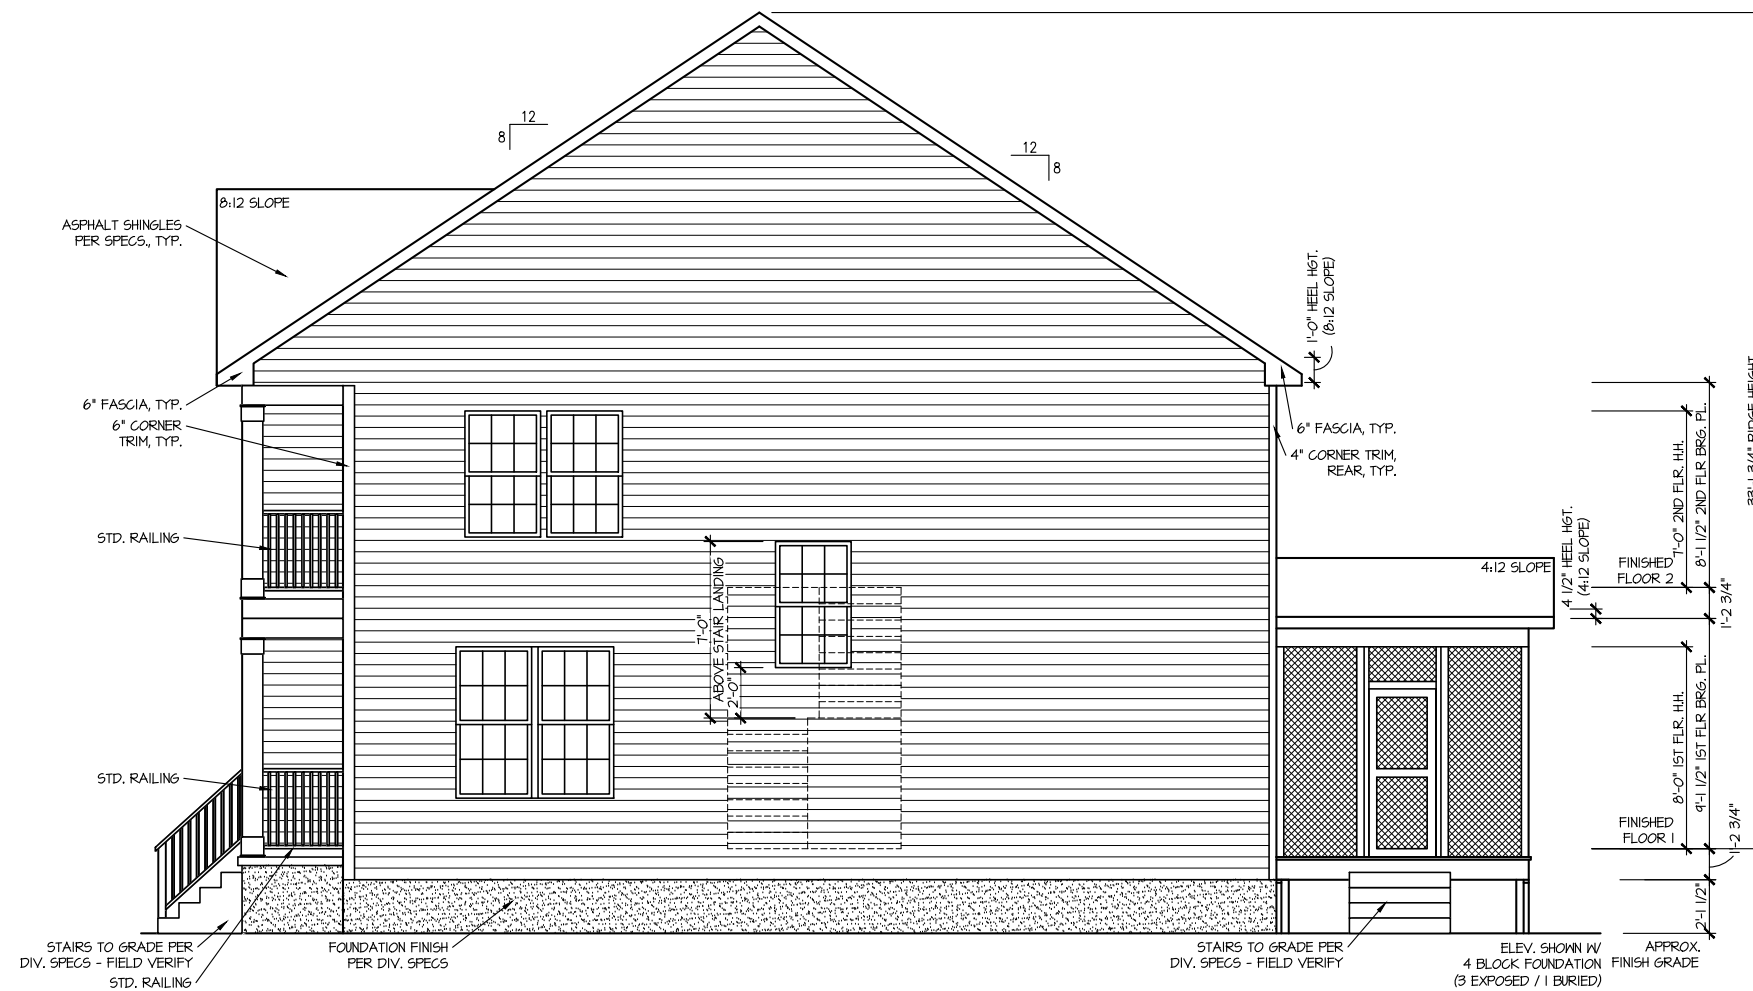 12
8
12
8
8:12 SLOPE
ASPHALT SHINGLES
PER SPECS., TYP.
1'-0" HEEL HGT.
(8:12 SLOPE)
6" FASCIA, TYP.
6" CORNER
TRIM, TYP.
6" FASCIA, TYP.
4" CORNER TRIM,
REAR, TYP.
RIDGE HEIGHT
7'-0" 2ND FLR. H.H.
8'-1 1/2" 2ND FLR BRG. PL.
STD. RAILING
7'-0"
ABOVE STAIR LANDING
2'-0"
4:12 SLOPE
4 1/2" HEEL HGT.
(4:12 SLOPE)
FINISHED
FLOOR 2
1'-2 3/4"
8'-0" 1ST FLR. H.H.
9'-1 1/2" 1ST FLR BRG. PL.
STD. RAILING
FINISHED
FLOOR 1
1'-2 3/4"
2'-1 1/2"
STAIRS TO GRADE PER
DIV. SPECS - FIELD VERIFY
STD. RAILING
FOUNDATION FINISH
PER DIV. SPECS
STAIRS TO GRADE PER
DIV. SPECS - FIELD VERIFY
ELEV. SHOWN W/
4 BLOCK FOUNDATION
(3 EXPOSED / 1 BURIED)
APPROX.
FINISH GRADE